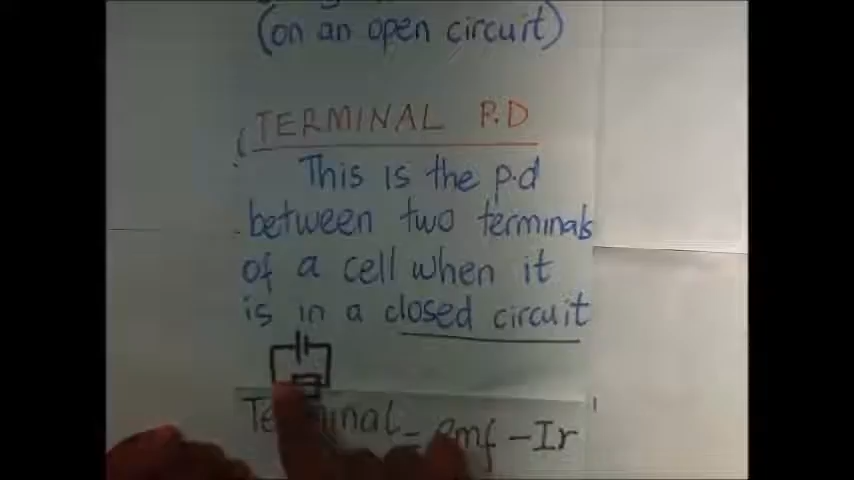 (on an open circuit)
TERMINAL P.D
This is the p.d
between two terminals
of a cell when it
is in a closed circuit
Terminal = emf - Ir